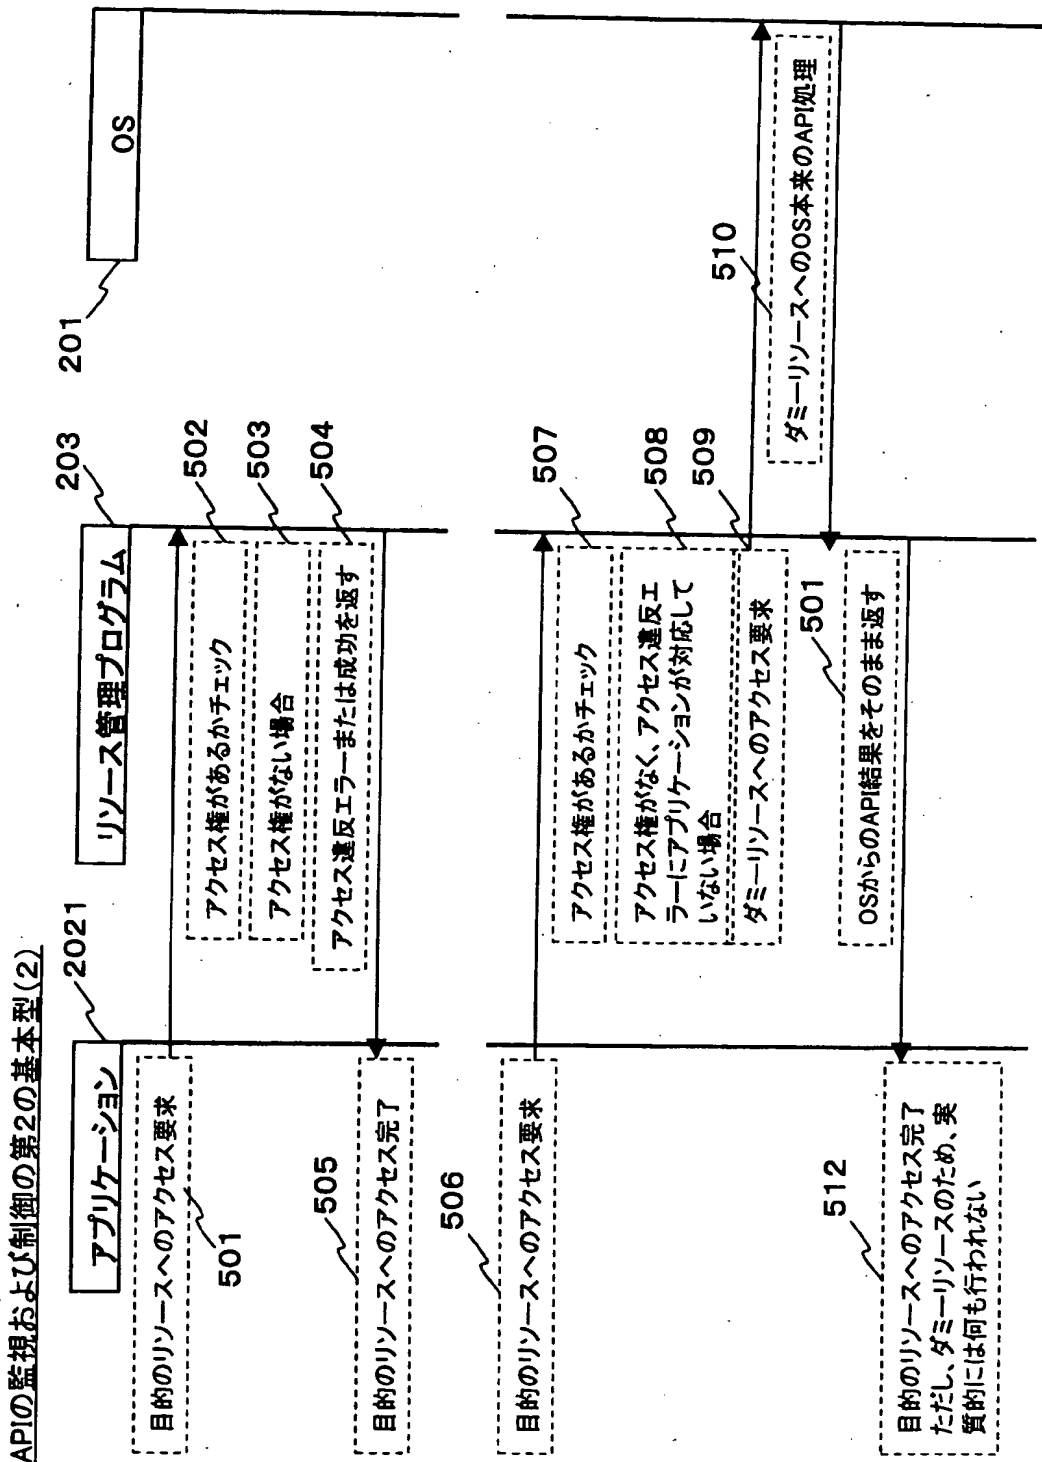 APIの監視および制御の第2の基本型(2)
アプリケーション
2021
リソース管理プログラム
203
OS
201
目的のリソースへのアクセス要求
501
アクセス権があるかチェック
502
アクセス権がない場合
503
アクセス違反エラーまたは成功を返す
504
目的のリソースへのアクセス完了
505
目的のリソースへのアクセス要求
506
アクセス権があるかチェック
507
アクセス権がなく、アクセス違反エ
ラーにアプリケーションが対応して
いない場合
508
ダミーリソースへのアクセス要求
509
ダミーリソースへのOS本来のAPI処理
510
OSからのAPI結果をそのまま返す
501
目的のリソースへのアクセス完了
ただし、ダミーリソースのため、実
質的には何も行われない
512